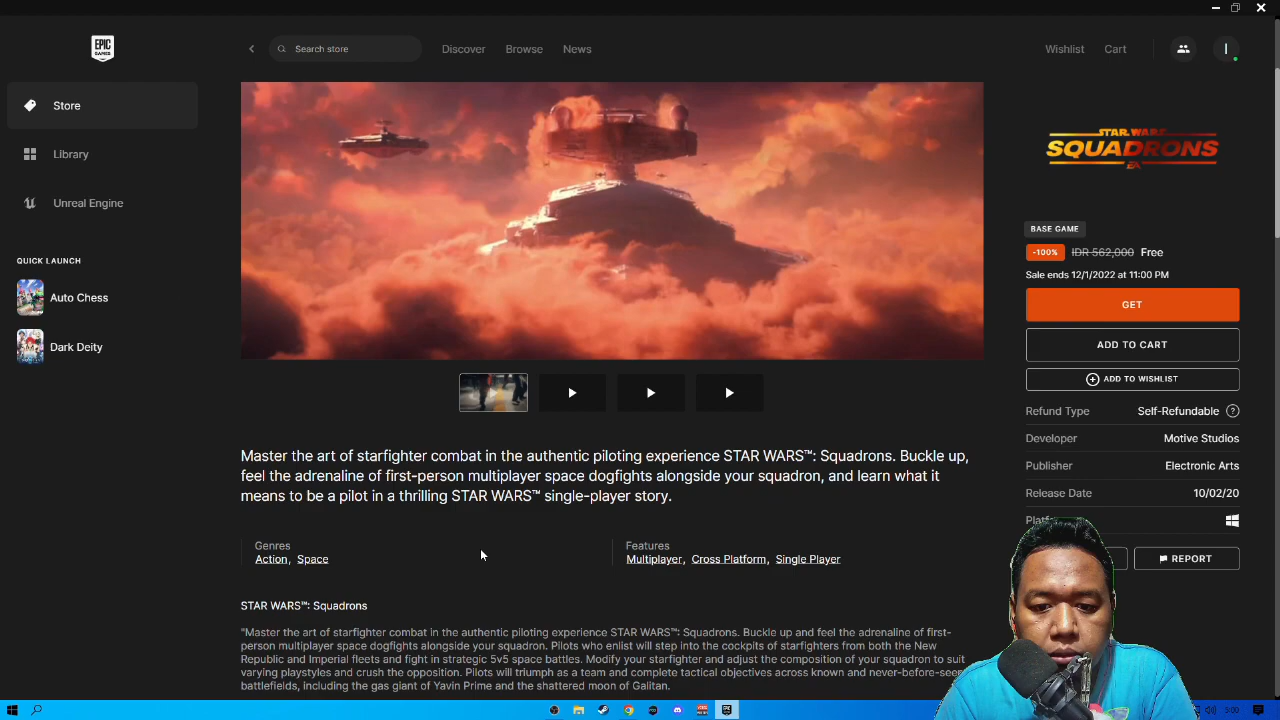 EPIC
GAMES
Search store
Discover
Browse
News
Wishlist
Cart
I
Store
Library
Unreal Engine
QUICK LAUNCH
Auto Chess
Dark Deity
STAR WARS
SQUADRONS
EA
BASE GAME
-100% IDR 562,000 Free
Sale ends 12/1/2022 at 11:00 PM
GET
ADD TO CART
ADD TO WISHLIST
Refund Type Self-Refundable ?
Developer Motive Studios
Publisher Electronic Arts
Release Date 10/02/20
REPORT
Master the art of starfighter combat in the authentic piloting experience STAR WARS™: Squadrons. Buckle up,
feel the adrenaline of first-person multiplayer space dogfights alongside your squadron, and learn what it
means to be a pilot in a thrilling STAR WARS™ single-player story.
Genres
Action, Space
Features
Multiplayer, Cross Platform, Single Player
STAR WARS™: Squadrons
"Master the art of starfighter combat in the authentic piloting experience STAR WARS™: Squadrons. Buckle up and feel the adrenaline of first-
person multiplayer space dogfights alongside your squadron. Pilots who enlist will step into the cockpits of starfighters from both the New
Republic and Imperial fleets and fight in strategic 5v5 space battles. Modify your starfighter and adjust the composition of your squadron to suit
varying playstyles and crush the opposition. Pilots will triumph as a team and complete tactical objectives across known and never-before-seen
battlefields, including the gas giant of Yavin Prime and the shattered moon of Galitan.